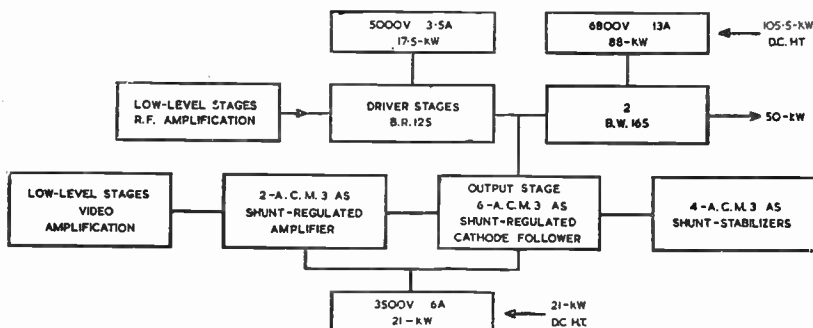 5000V 3·5A
17·5-kW
6800V 13A
88-kW
105·5-kW
D.C. H.T
LOW-LEVEL STAGES
R.F. AMPLIFICATION
DRIVER STAGES
B.R.125
2
B.W.165
50-kW
LOW-LEVEL STAGES
VIDEO
AMPLIFICATION
2-A.C.M.3 AS
SHUNT-REGULATED
AMPLIFIER
OUTPUT STAGE
6-A.C.M.3 AS
SHUNT-REGULATED
CATHODE FOLLOWER
4-A.C.M.3 AS
SHUNT-STABILIZERS
3500V 6A
21-kW
21-kW
D.C H.T.